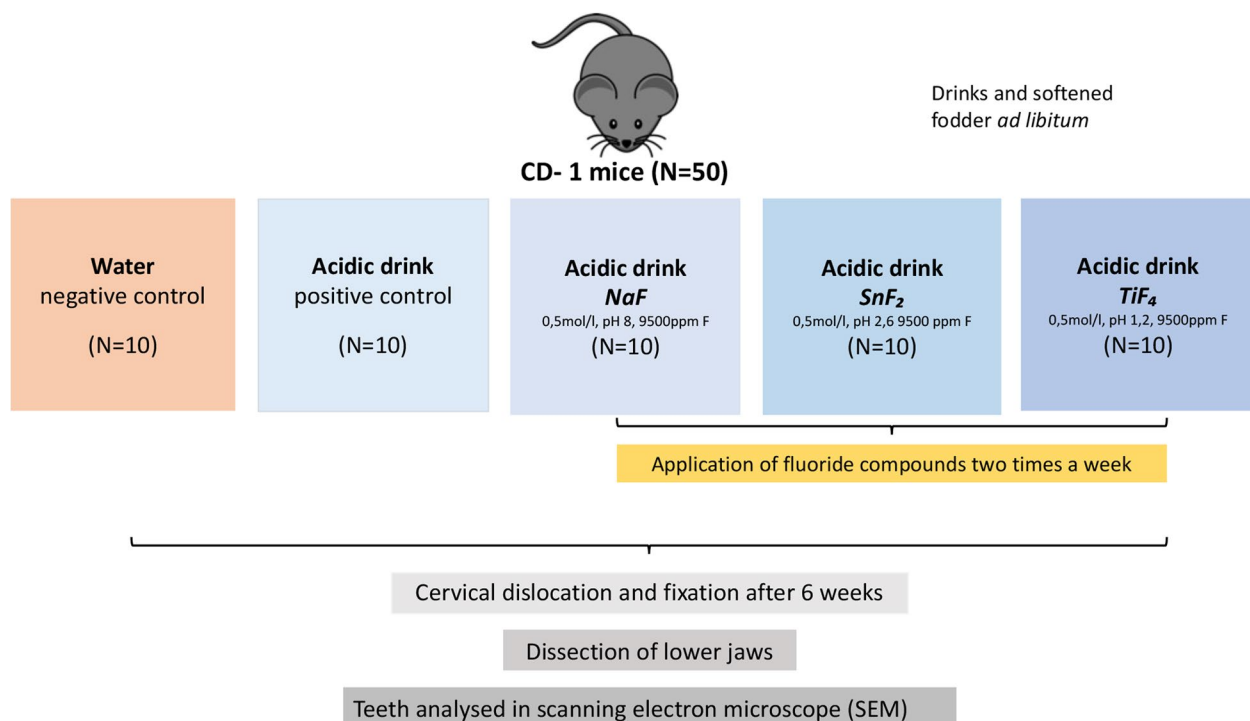 Drinks and softened
fodder ad libitum
CD- 1 mice (N=50)
Water
negative control
(N=10)
Acidic drink
positive control
(N=10)
Acidic drink
NaF
0,5mol/l, pH 8, 9500ppm F
(N=10)
Acidic drink
SnF₂
0,5mol/l, pH 2,6 9500 ppm F
(N=10)
Acidic drink
TiF₄
0,5mol/l, pH 1,2, 9500ppm F
(N=10)
Application of fluoride compounds two times a week
Cervical dislocation and fixation after 6 weeks
Dissection of lower jaws
Teeth analysed in scanning electron microscope (SEM)